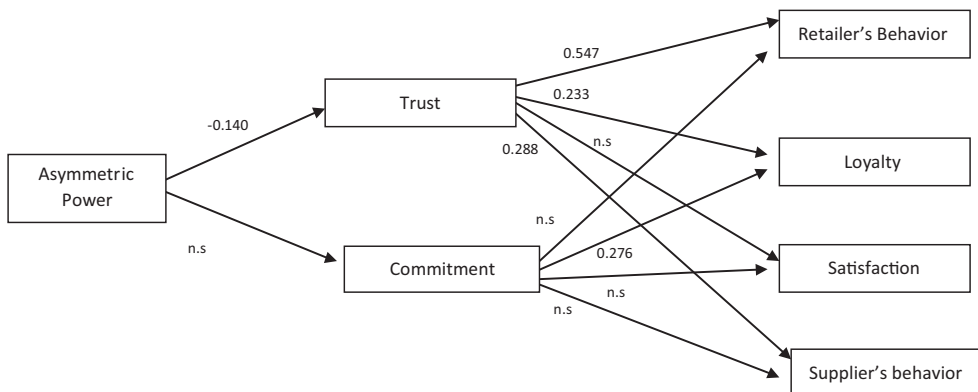 Retailer's Behavior
0.547
0.233
Trust
-0.140
n.s
0.288
Loyalty
Asymmetric
Power
n.s
n.s
0.276
Commitment
Satisfaction
n.s
n.s
Supplier's behavior